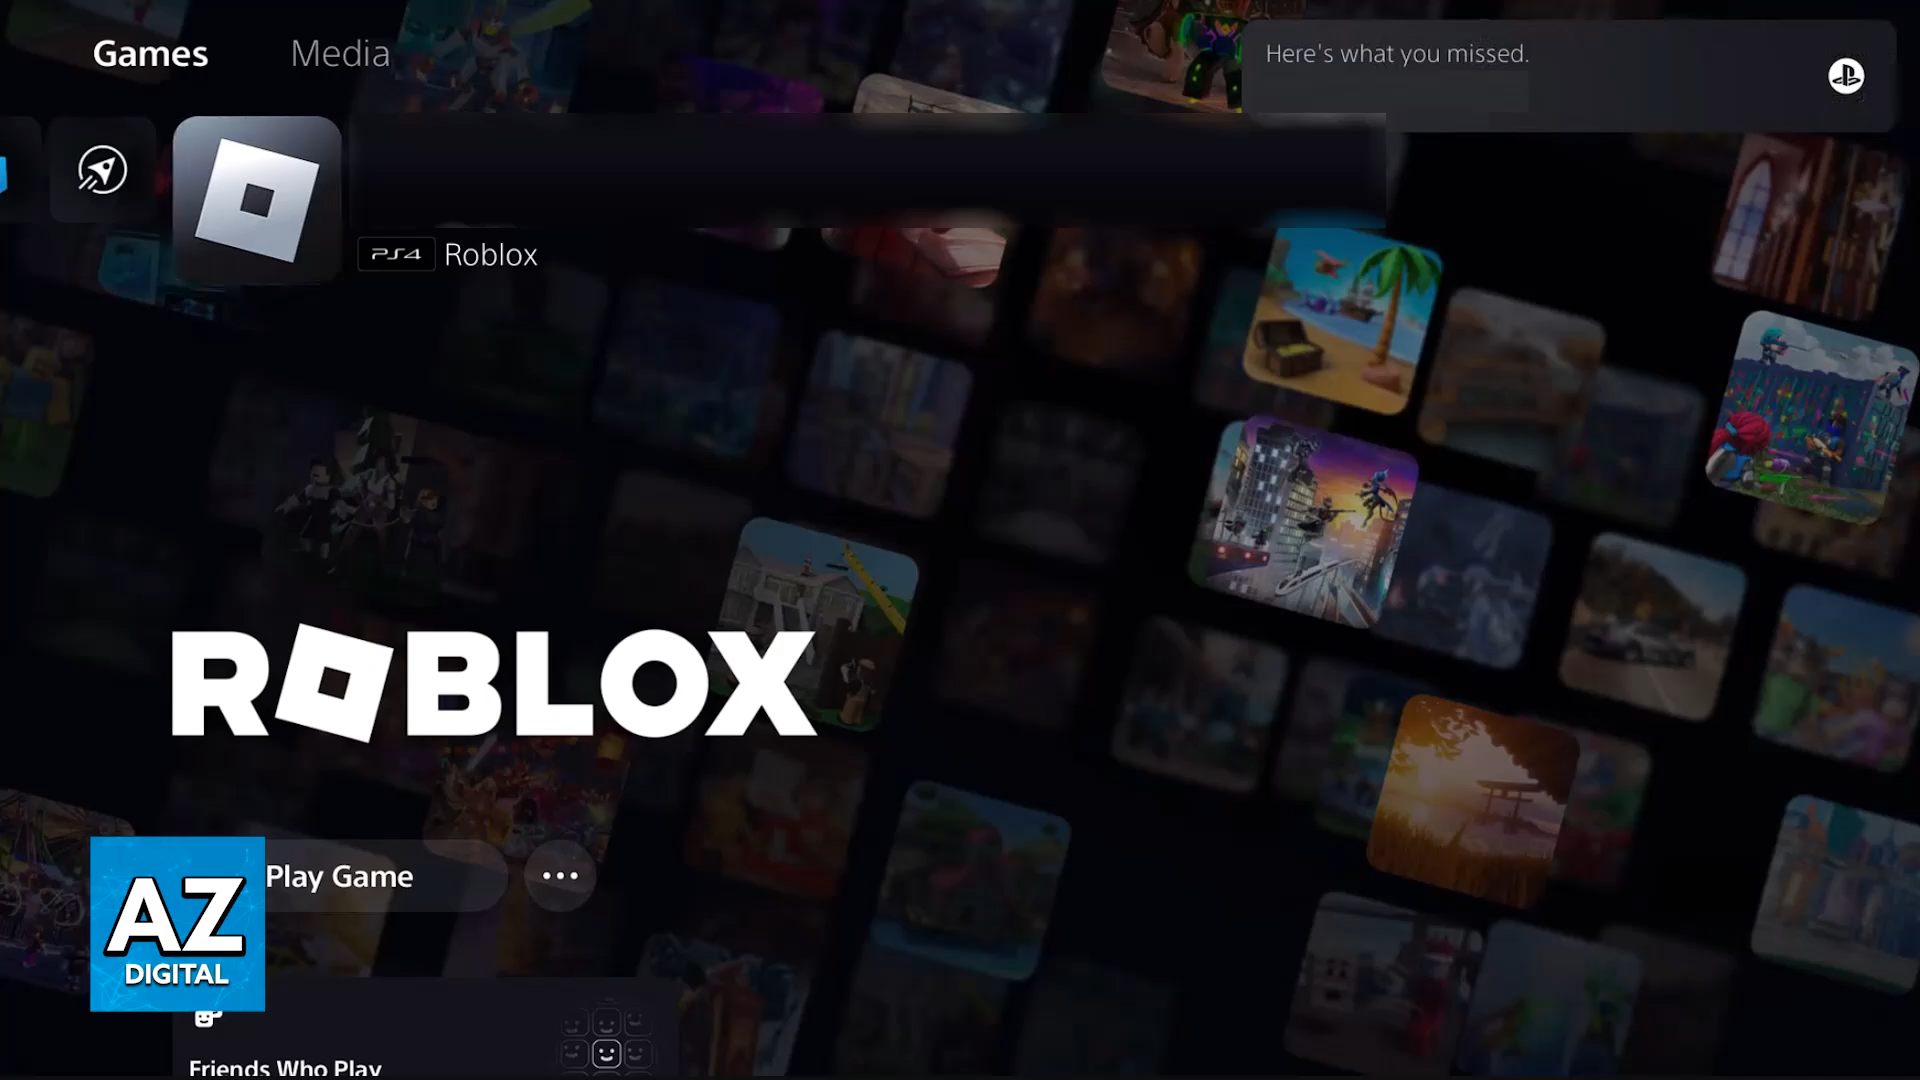 Games
Media
Here's what you missed.
PS4 Roblox
ROBLOX
Play Game
•••
AZ
DIGITAL
Friends Who Play